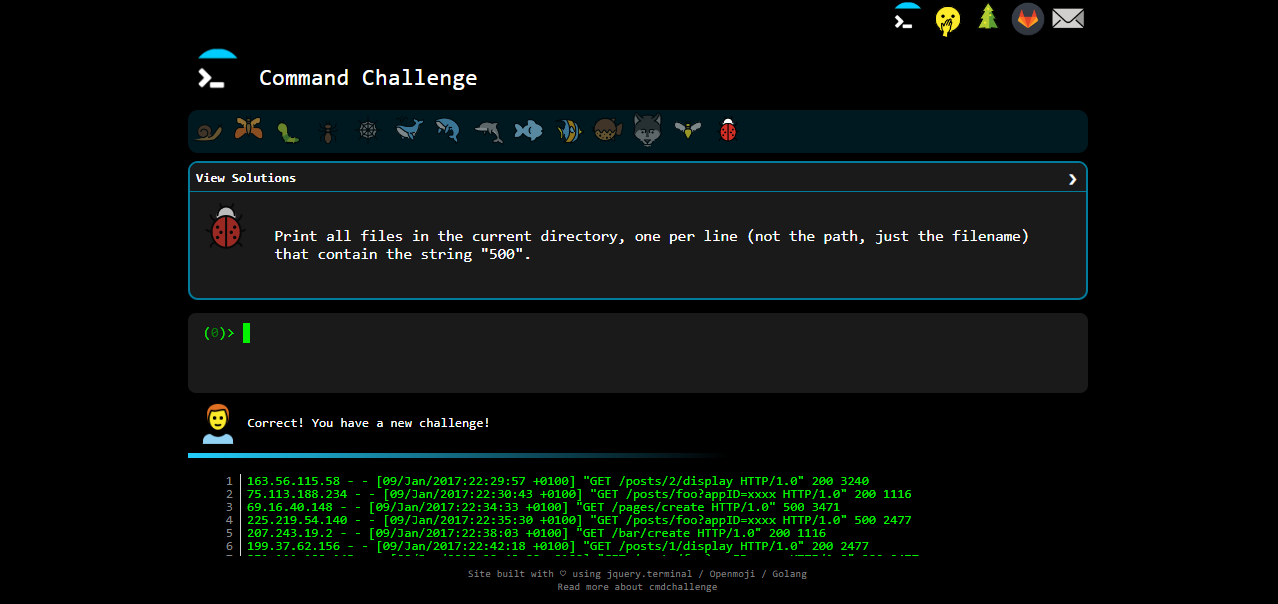 Command Challenge
View Solutions
Print all files in the current directory, one per line (not the path, just the filename)
that contain the string "500".
(0)>
Correct! You have a new challenge!
1 163.56.115.58 - - [09/Jan/2017:22:29:57 +0100] "GET /posts/2/display HTTP/1.0" 200 3240
2 75.113.188.234 - - [09/Jan/2017:22:30:43 +0100] "GET /posts/foo?appID=xxxx HTTP/1.0" 200 1116
3 69.16.40.148 - - [09/Jan/2017:22:34:33 +0100] "GET /pages/create HTTP/1.0" 500 3471
4 225.219.54.140 - - [09/Jan/2017:22:35:30 +0100] "GET /posts/foo?appID=xxxx HTTP/1.0" 500 2477
5 207.243.19.2 - - [09/Jan/2017:22:38:03 +0100] "GET /bar/create HTTP/1.0" 200 1116
6 199.37.62.156 - - [09/Jan/2017:22:42:18 +0100] "GET /posts/1/display HTTP/1.0" 200 2477
Site built with ♡ using jquery.terminal / Openmoji / Golang
Read more about cmdchallenge